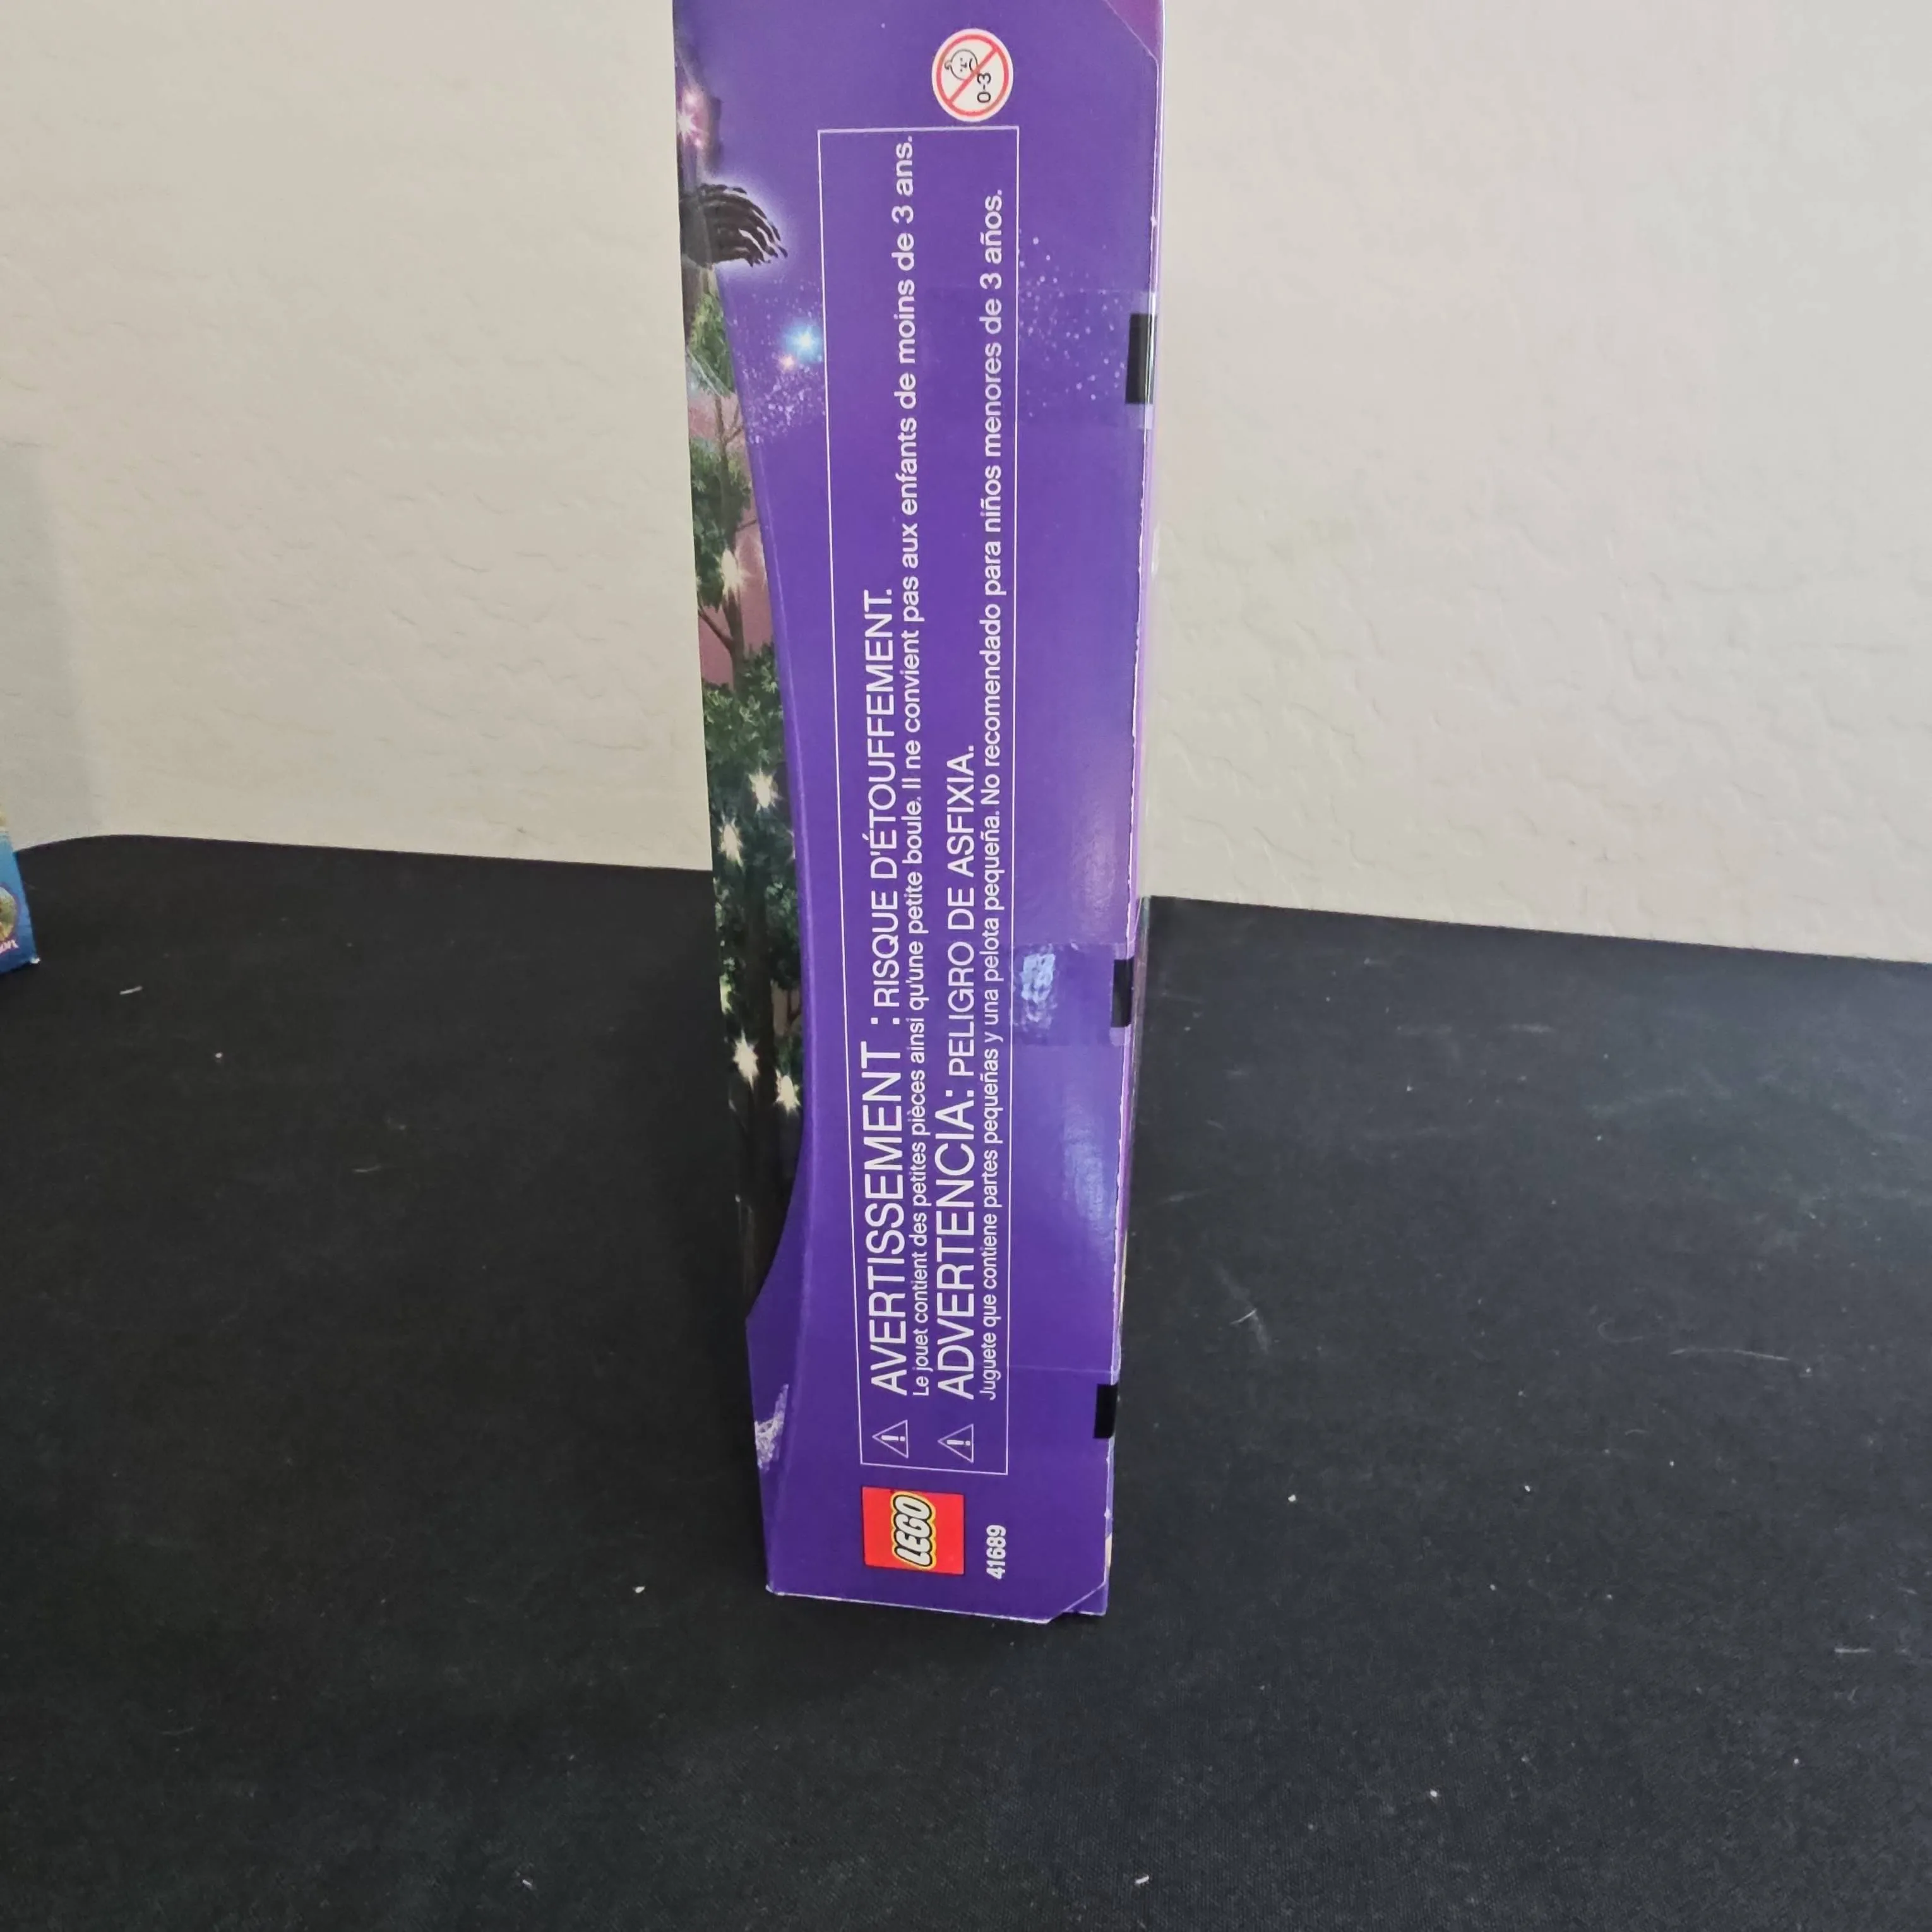 0-3
AVERTISSEMENT : RISQUE D'ÉTOUFFEMENT.
Le jouet contient des petites pièces ainsi qu'une petite boule. Il ne convient pas aux enfants de moins de 3 ans.
ADVERTENCIA: PELIGRO DE ASFIXIA.
Juguete que contiene partes pequeñas y una pelota pequeña. No recomendado para niños menores de 3 años.
LEGO
41689